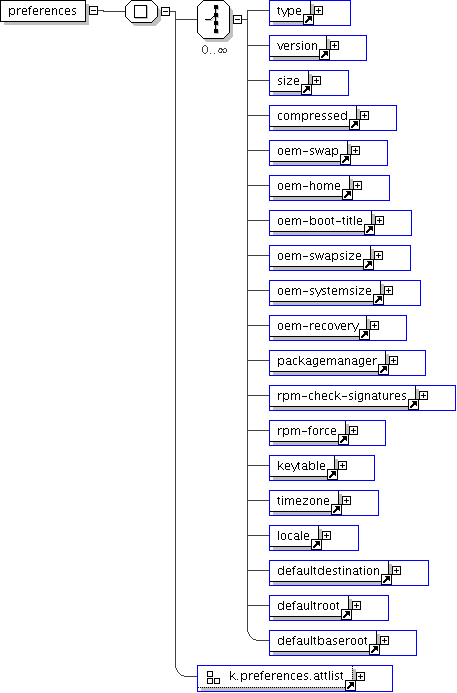 preferences
0..∞
type
version
size
compressed
oem-swap
oem-home
oem-boot-title
oem-swapsize
oem-systemsize
oem-recovery
packagemanager
rpm-check-signatures
rpm-force
keytable
timezone
locale
defaultdestination
defaultroot
defaultbaseroot
k.preferences.attlist